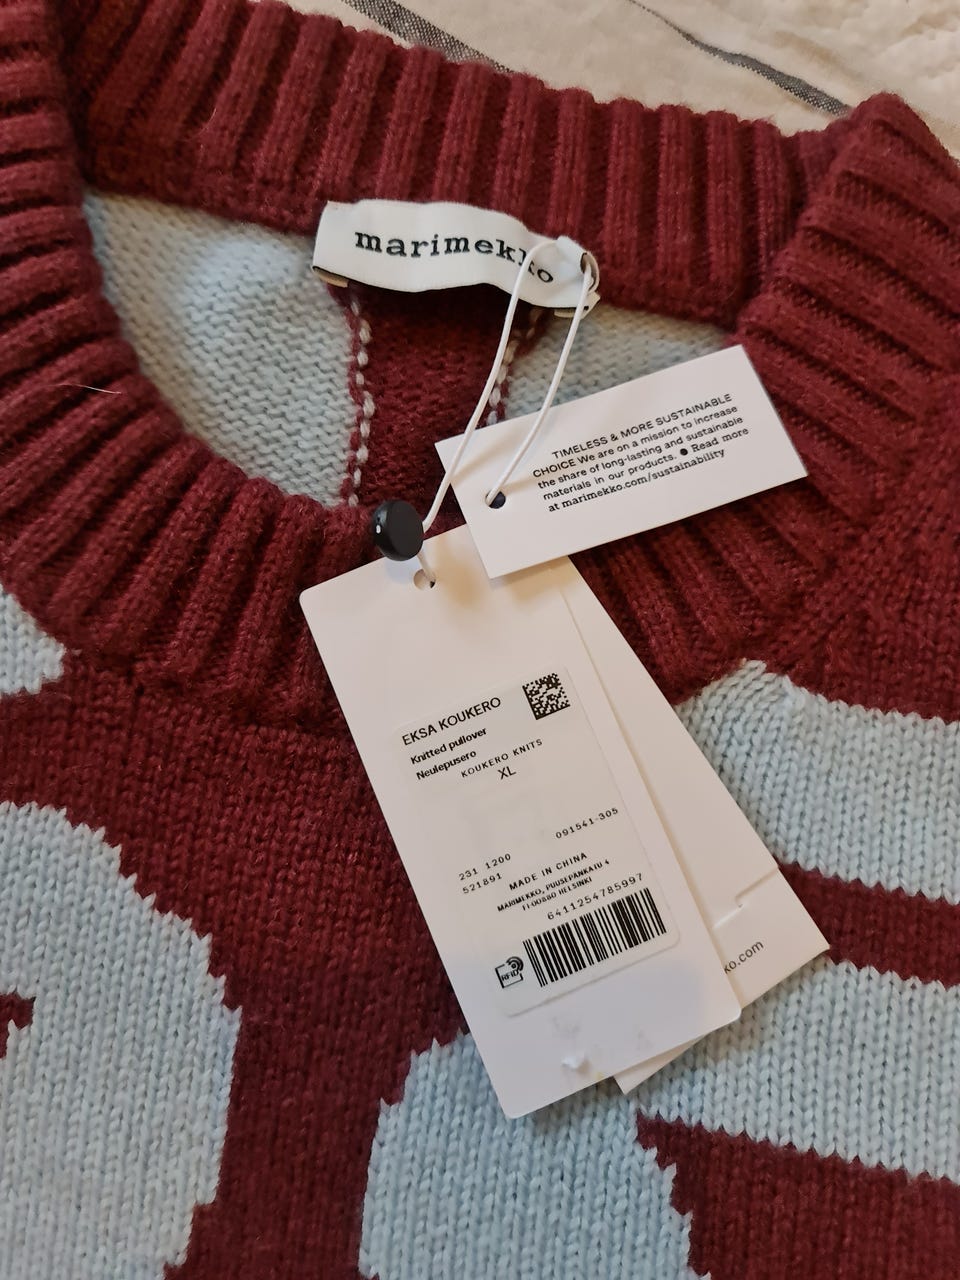 marimekko
TIMELESS & MORE SUSTAINABLE
CHOICE We are on a mission to increase
the share of long-lasting and sustainable
materials in our products. ● Read more
at marimekko.com/sustainability
EKSA KOUKERO
Knitted pullover
Neulepusero
KOUKERO KNITS
XL
091541-305
231 1200
521891
MADE IN CHINA
MARIMEKKO, PUUSEPÄNKATU 4
FI 00880 HELSINKI
6411254785997
RFID
ko.com